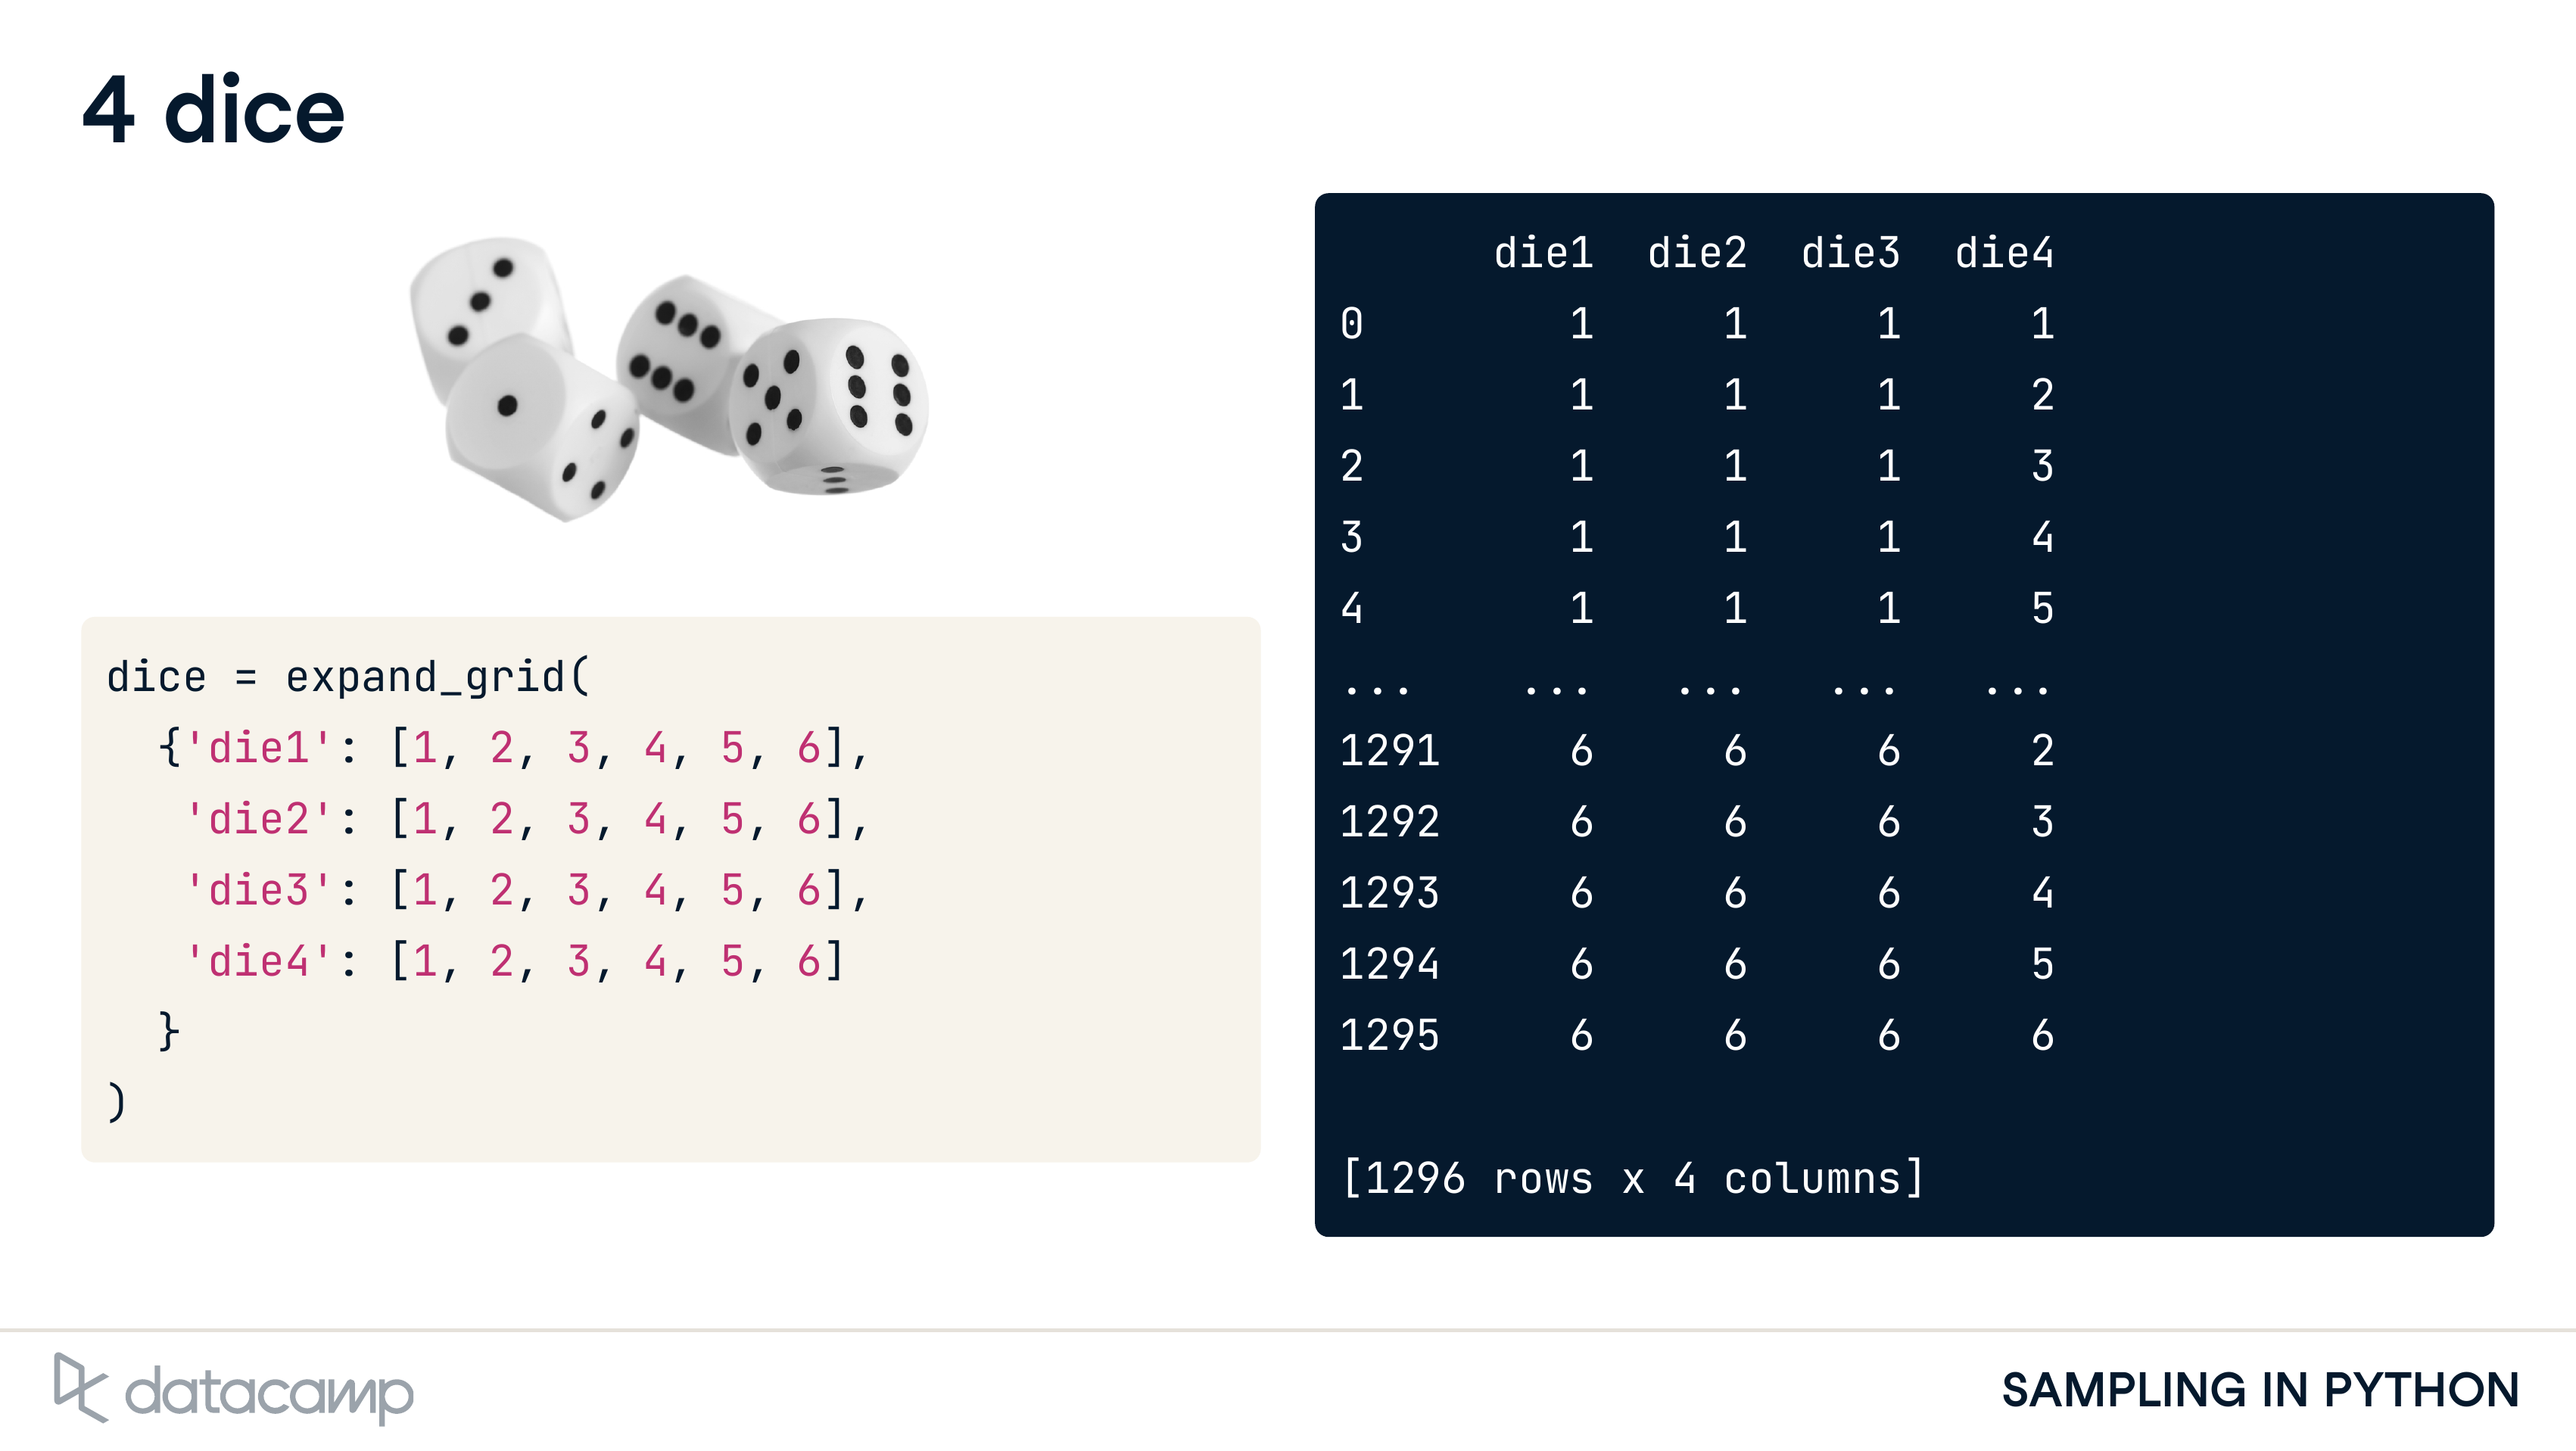 4 dice
dice = expand_grid(
  {'die1': [1, 2, 3, 4, 5, 6],
   'die2': [1, 2, 3, 4, 5, 6],
   'die3': [1, 2, 3, 4, 5, 6],
   'die4': [1, 2, 3, 4, 5, 6]
  }
)
      die1  die2  die3  die4
0        1     1     1     1
1        1     1     1     2
2        1     1     1     3
3        1     1     1     4
4        1     1     1     5
...    ...   ...   ...   ...
1291     6     6     6     2
1292     6     6     6     3
1293     6     6     6     4
1294     6     6     6     5
1295     6     6     6     6
[1296 rows x 4 columns]
datacamp
SAMPLING IN PYTHON